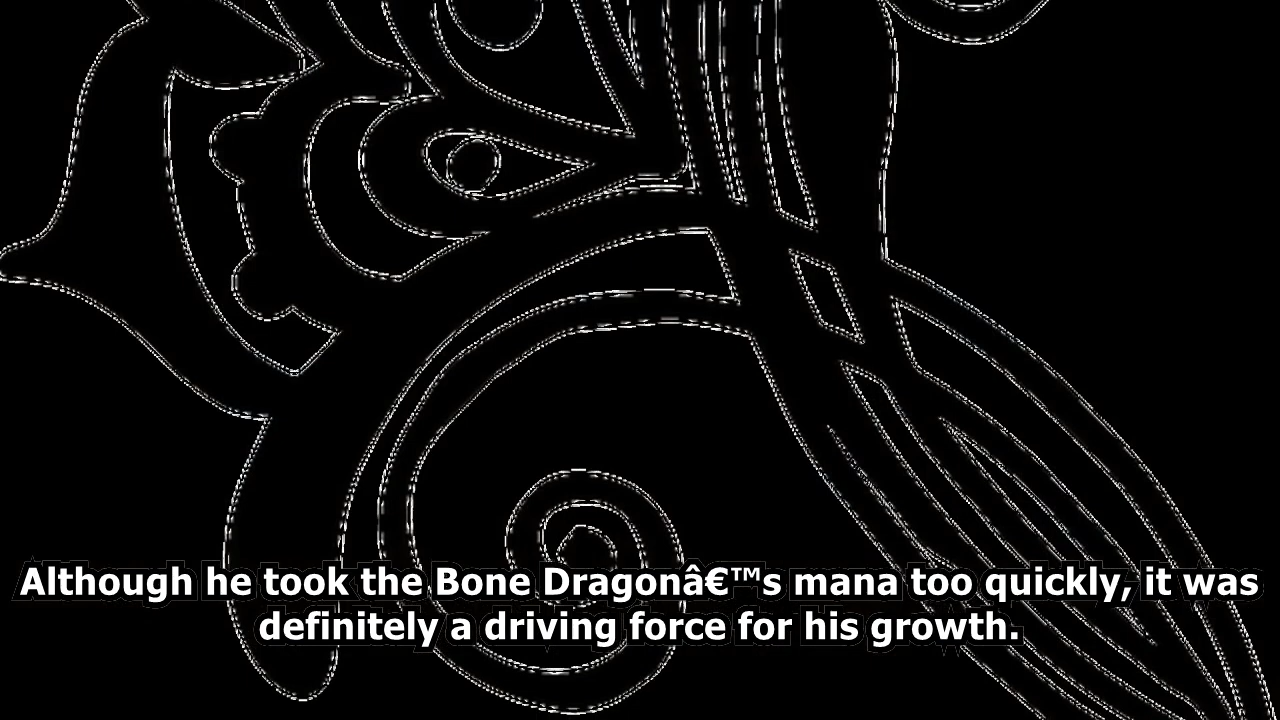 Although he took the Bone Dragonâ€™s mana too quickly, it was
definitely a driving force for his growth.